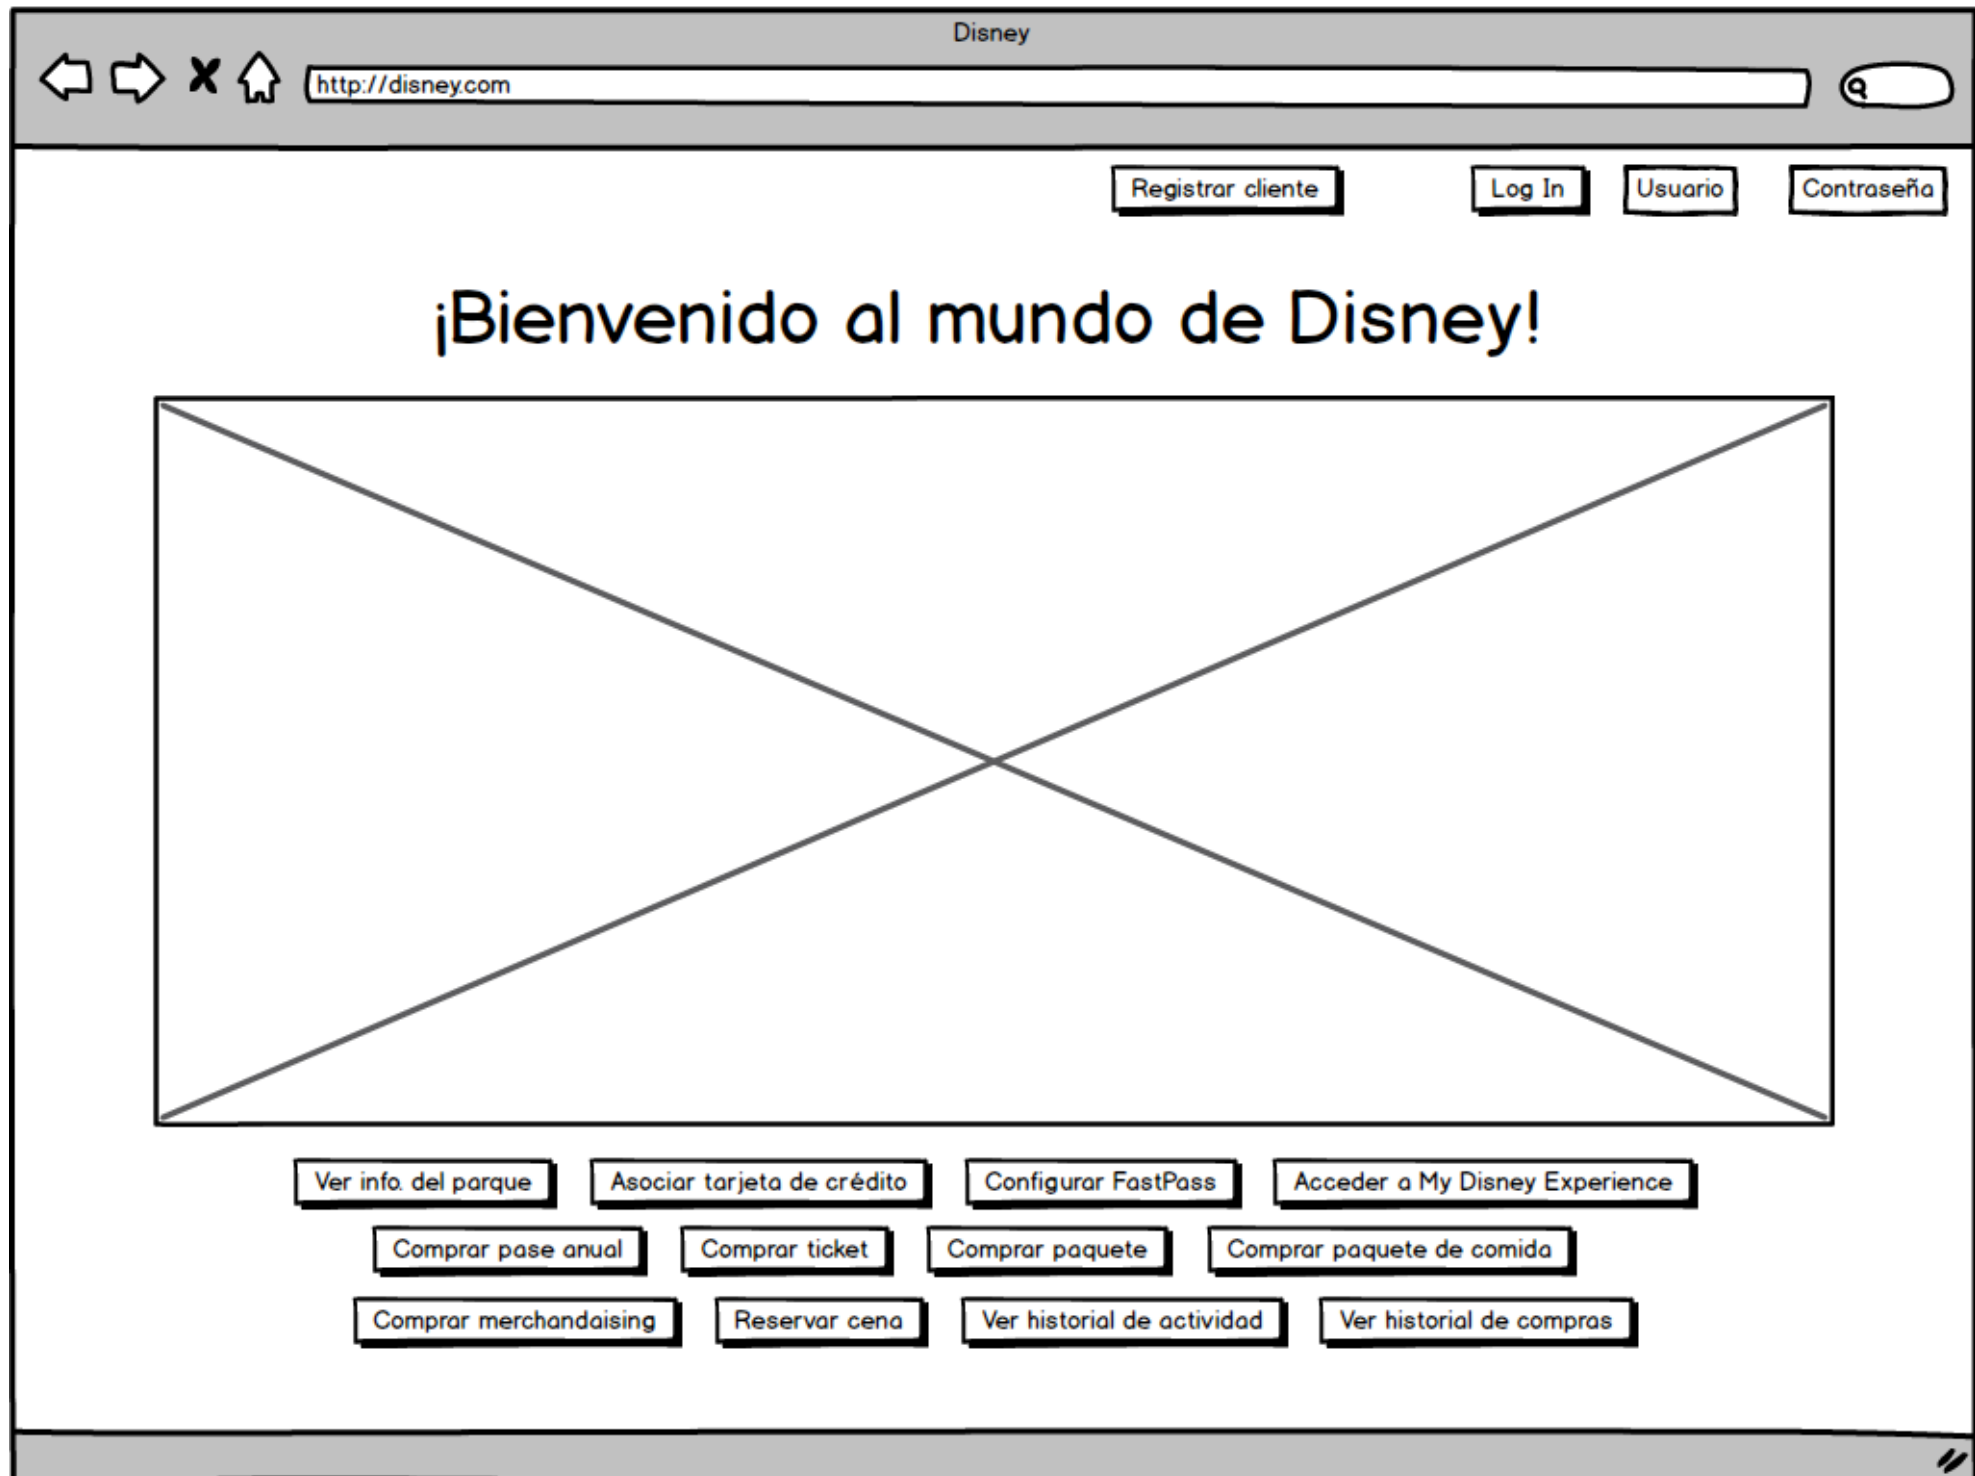 Disney
http://disney.com
Registrar cliente Log In Usuario Contraseña
¡Bienvenido al mundo de Disney!
Ver info. del parque Asociar tarjeta de crédito Configurar FastPass Acceder a My Disney Experience
Comprar pase anual Comprar ticket Comprar paquete Comprar paquete de comida
Comprar merchandaising Reservar cena Ver historial de actividad Ver historial de compras